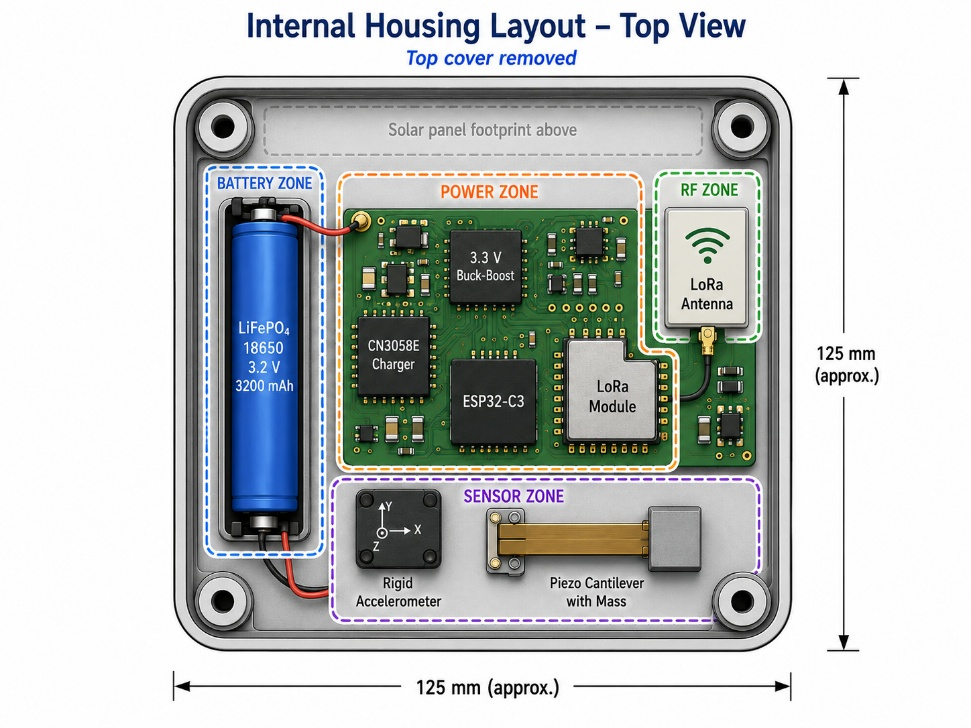 Internal Housing Layout – Top View
Top cover removed
Solar panel footprint above
BATTERY ZONE
POWER ZONE
RF ZONE
3.3 V
Buck-Boost
LoRa
Antenna
LiFePO₄
18650
3.2 V
3200 mAh
CN3058E
Charger
ESP32-C3
LoRa
Module
125 mm
(approx.)
SENSOR ZONE
Y
X
Z
Rigid
Accelerometer
Piezo Cantilever
with Mass
125 mm (approx.)